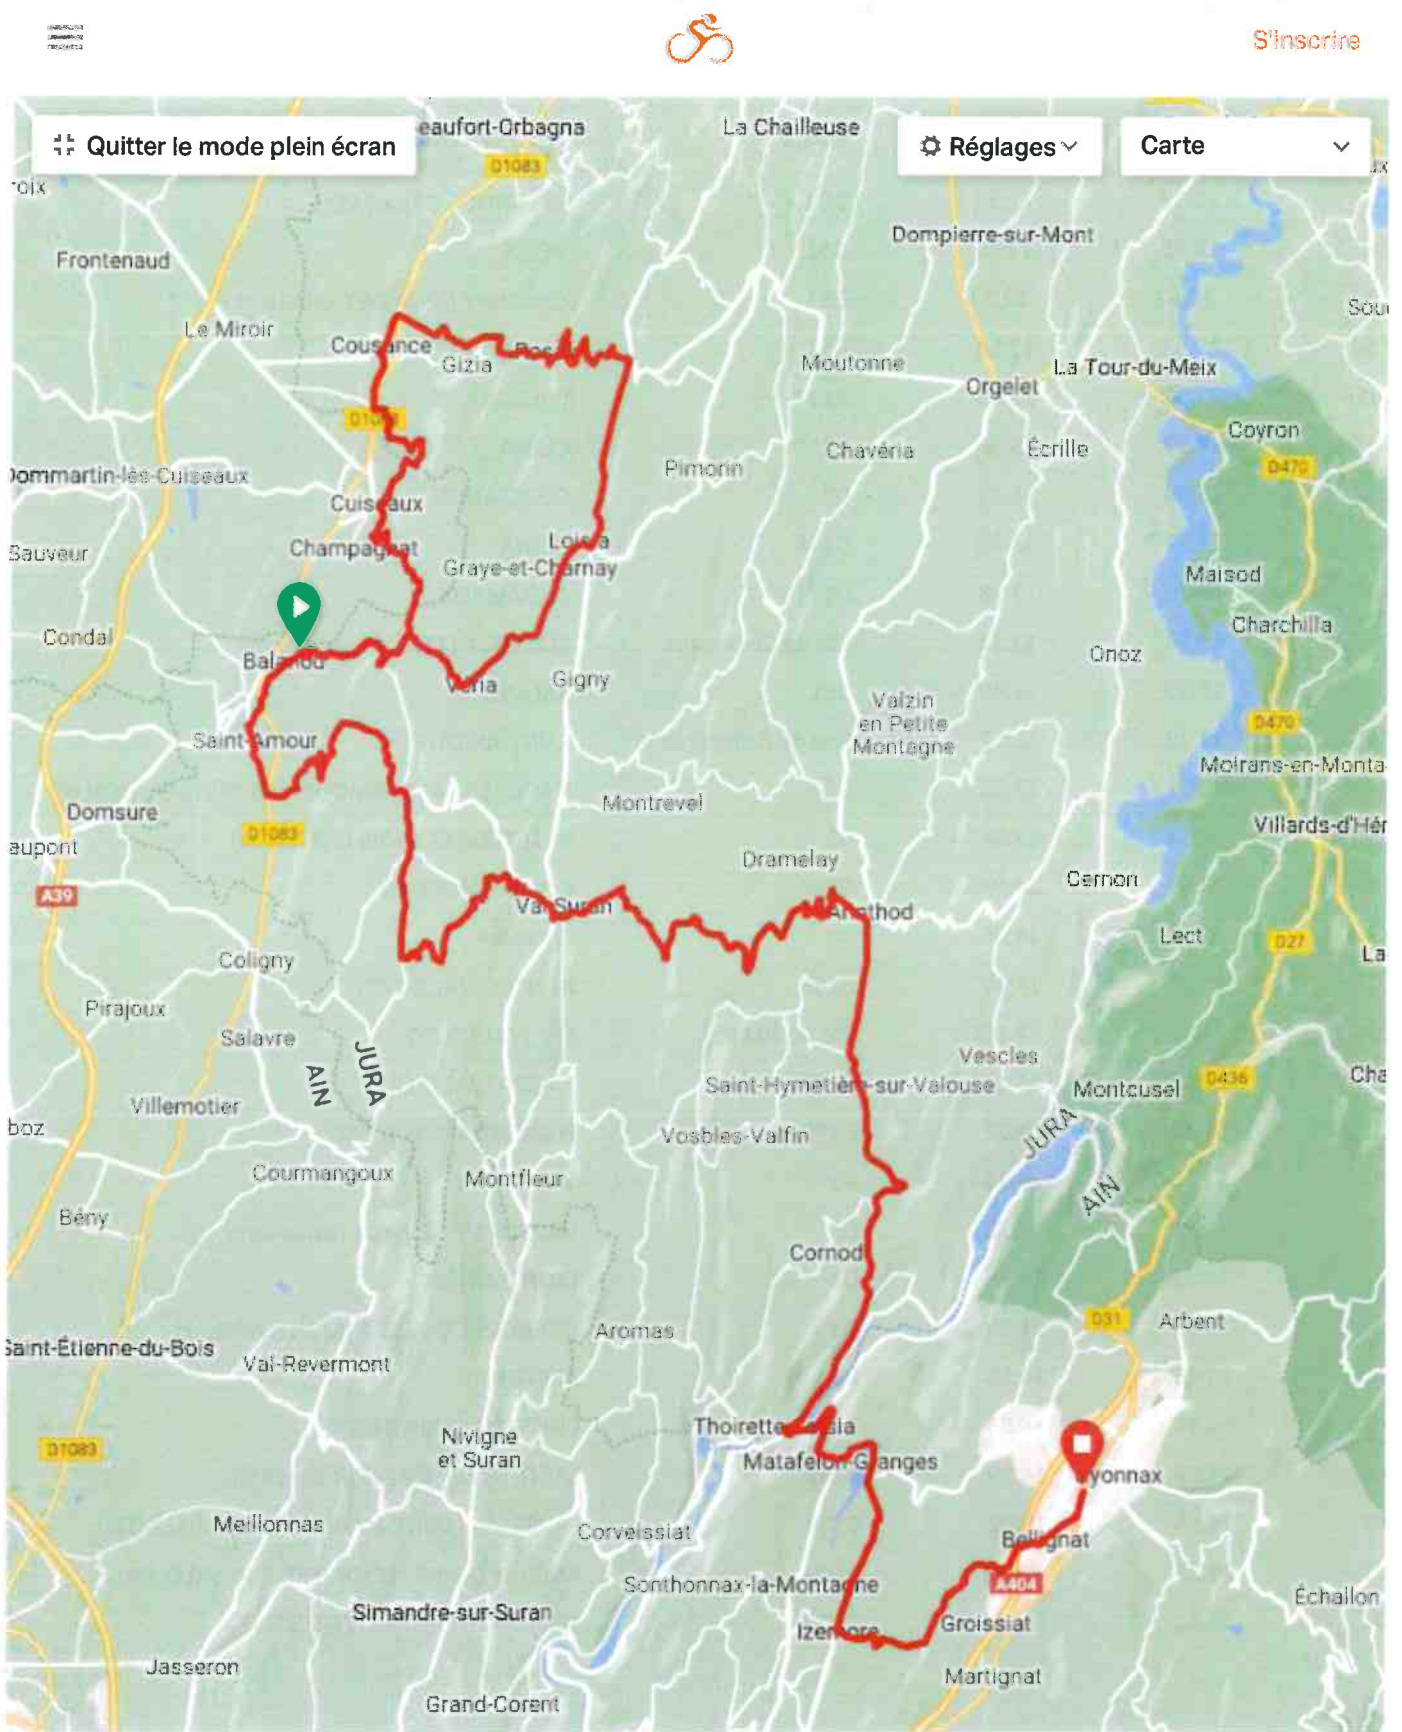 S'inscrire
Quitter le mode plein écran
eaufort-Orbagna
La Chailleuse
Réglages
Carte
D1083
Dompierre-sur-Mont
Frontenaud
Le Miroir
Cousance
Gizia
Moutonne
La Tour-du-Meix
Orgelet
D1083
Coyron
Chavéria
Écrille
Pimorin
D470
Dommartin-lès-Cuiseaux
Cuiseaux
Champagnat
Loisia
Sauveur
Graye-et-Charnay
Maisod
Charchilla
Condal
Onoz
Balanod
Véria
Gigny
Valzin
en Petite
Montagne
D470
Saint-Amour
Moirans-en-Monta
Montrevel
Domsure
Villards-d'Hér
D1083
aupont
Dramelay
Cernon
A39
Val Suran
Arinthod
Lect
D27
La
Coligny
Pirajoux
Salavre
JURA
AIN
Vescles
Saint-Hymetière-sur-Valouse
Montcusel
D436
Cha
Villemotier
boz
Vosbles-Valfin
JURA
AIN
Courmangoux
Montfleur
Bény
Cornod
D31
Arbent
Aromas
Saint-Étienne-du-Bois
Val-Revermont
Thoirette-Coisia
D1083
Nivigne
et Suran
Matafelon-Granges
Oyonnax
Meillonnas
Corveissiat
Bellignat
A404
Sonthonnax-la-Montagne
Échallon
Simandre-sur-Suran
Izernore
Groissiat
Jasseron
Martignat
Grand-Corent